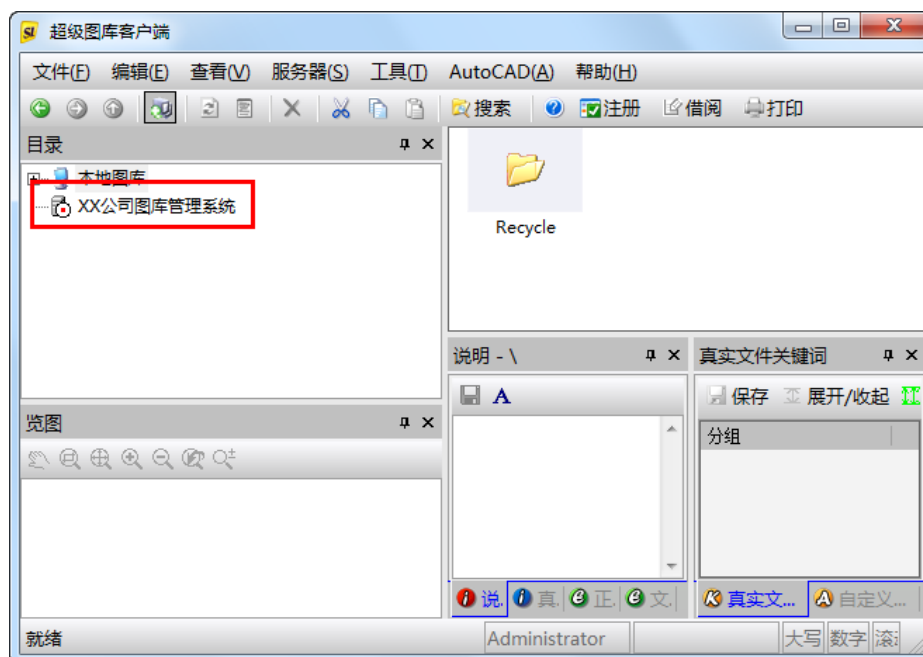 超级图库客户端
文件(F) 编辑(E) 查看(V) 服务器(S) 工具(T) AutoCAD(A) 帮助(H)
搜索 注册 借阅 打印
目录
本地图库
XX公司图库管理系统
Recycle
说明 - \
真实文件关键词
保存 展开/收起
分组
览图
说. 真. 正. 文. 真实文... 自定义...
就绪 Administrator 大写 数字